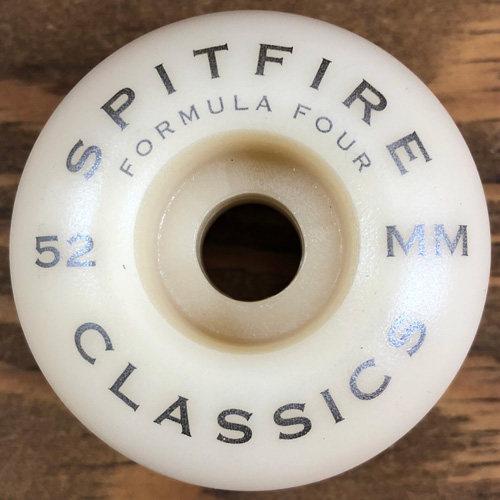 SPITFIRE
FORMULA FOUR
52 MM
CLASSICS